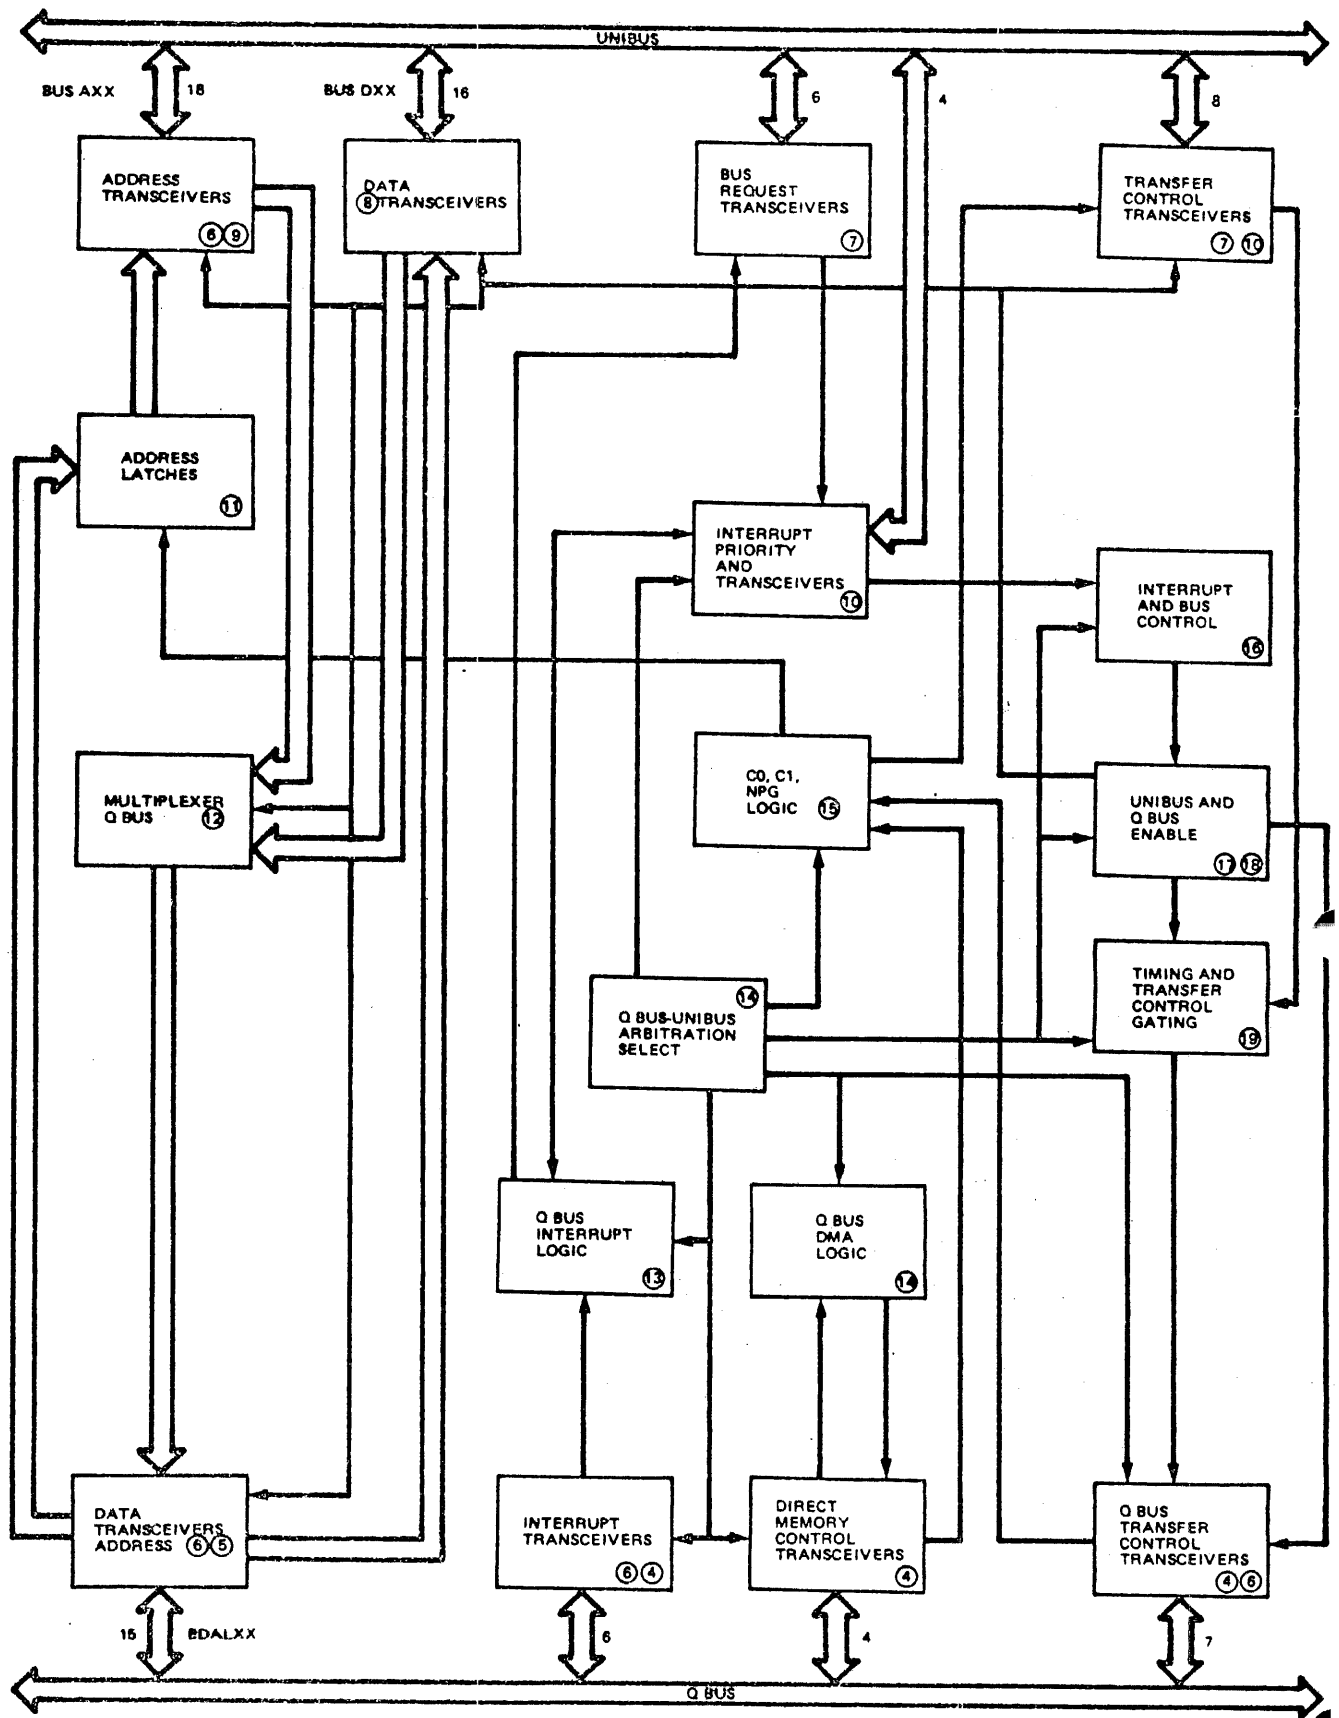 UNIBUS
BUS AXX
18
BUS DXX
16
6
4
8
ADDRESS
TRANSCEIVERS
6 9
DATA
8 TRANSCEIVERS
BUS
REQUEST
TRANSCEIVERS
7
TRANSFER
CONTROL
TRANSCEIVERS
7 10
ADDRESS
LATCHES
11
INTERRUPT
PRIORITY
AND
TRANSCEIVERS
10
INTERRUPT
AND BUS
CONTROL
16
MULTIPLEXER
Q BUS
12
C0, C1,
NPG
LOGIC
15
UNIBUS AND
Q BUS
ENABLE
17 18
14
Q BUS-UNIBUS
ARBITRATION
SELECT
TIMING AND
TRANSFER
CONTROL
GATING
19
Q BUS
INTERRUPT
LOGIC
13
Q BUS
DMA
LOGIC
14
DATA
TRANSCEIVERS
ADDRESS
6 5
INTERRUPT
TRANSCEIVERS
6 4
DIRECT
MEMORY
CONTROL
TRANSCEIVERS
4
Q BUS
TRANSFER
CONTROL
TRANSCEIVERS
4 6
15
BDALXX
6
4
7
Q BUS